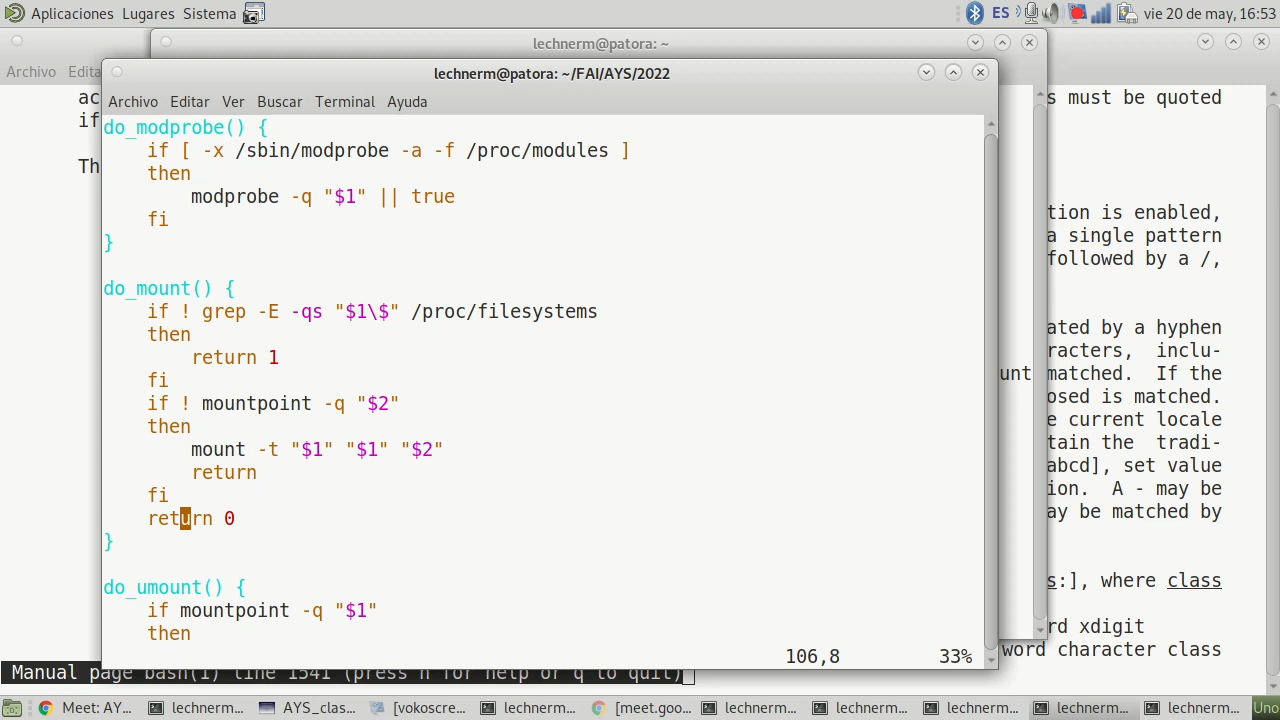 Aplicaciones Lugares Sistema
ES
vie 20 de may, 16:53
lechnerm@patora: ~
Archivo Edita
lechnerm@patora: ~/FAI/AYS/2022
Archivo Editar Ver Buscar Terminal Ayuda
do_modprobe() {
    if [ -x /sbin/modprobe -a -f /proc/modules ]
    then
        modprobe -q "$1" || true
    fi
}

do_mount() {
    if ! grep -E -qs "$1\$" /proc/filesystems
    then
        return 1
    fi
    if ! mountpoint -q "$2"
    then
        mount -t "$1" "$1" "$2"
        return
    fi
    return 0
}

do_umount() {
    if mountpoint -q "$1"
    then
106,8 33%
ac
if
Th
s must be quoted
tion is enabled,
a single pattern
followed by a /,
ated by a hyphen
racters, inclu-
unt matched. If the
osed is matched.
e current locale
tain the tradi-
abcd], set value
ion. A - may be
ay be matched by
s:], where class
rd xdigit
word character class
Manual page bash(1) line 1541 (press h for help or q to quit)
Meet: AY...
lechnerm...
AYS_clas...
[vokoscre...
lechnerm...
[meet.goo...
lechnerm...
lechnerm...
lechnerm...
lechnerm...
lechnerm...
Uno